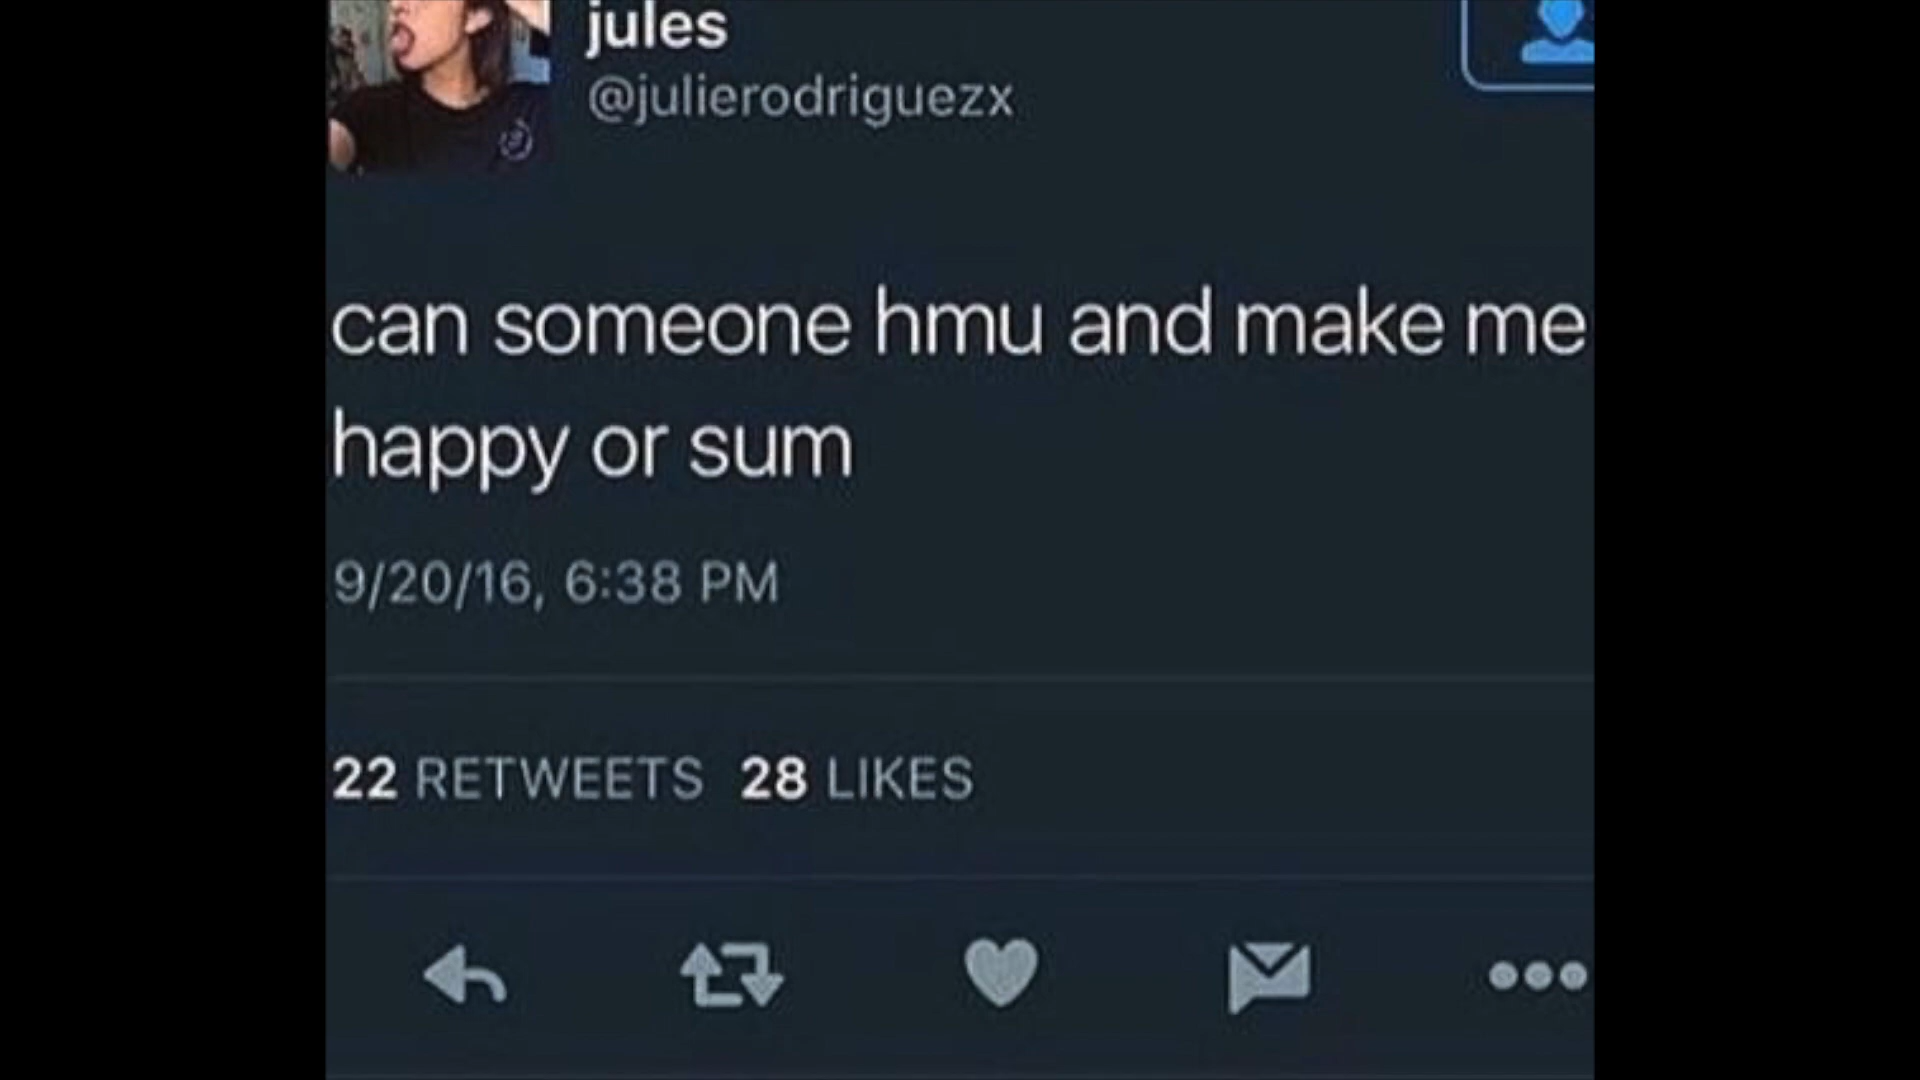 jules
@julierodriguezx
can someone hmu and make me
happy or sum
9/20/16, 6:38 PM
22 RETWEETS 28 LIKES